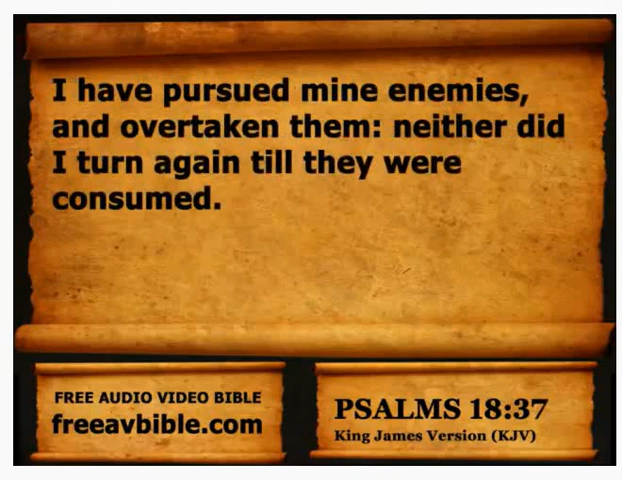 I have pursued mine enemies,
and overtaken them: neither did
I turn again till they were
consumed.
FREE AUDIO VIDEO BIBLE
freeavbible.com
PSALMS 18:37
King James Version (KJV)